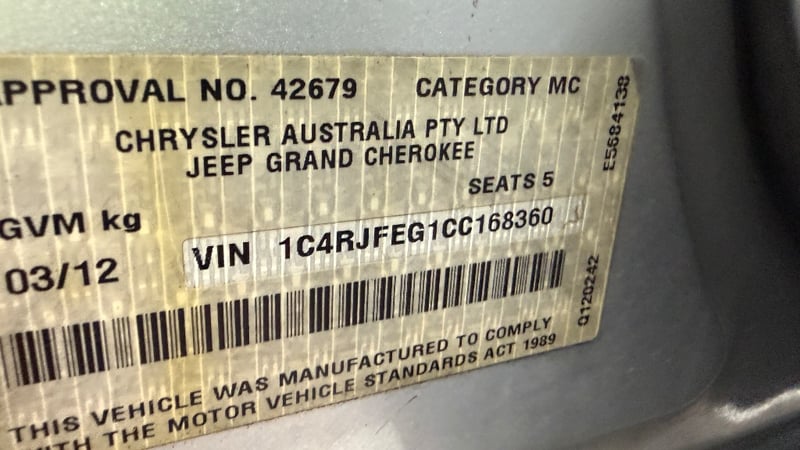 APPROVAL NO. 42679 CATEGORY MC
CHRYSLER AUSTRALIA PTY LTD
JEEP GRAND CHEROKEE
SEATS 5
GVM kg
VIN 1C4RJFEG1CC168360
03/12
THIS VEHICLE WAS MANUFACTURED TO COMPLY
WITH THE MOTOR VEHICLE STANDARDS ACT 1989
E5684138
Q120242